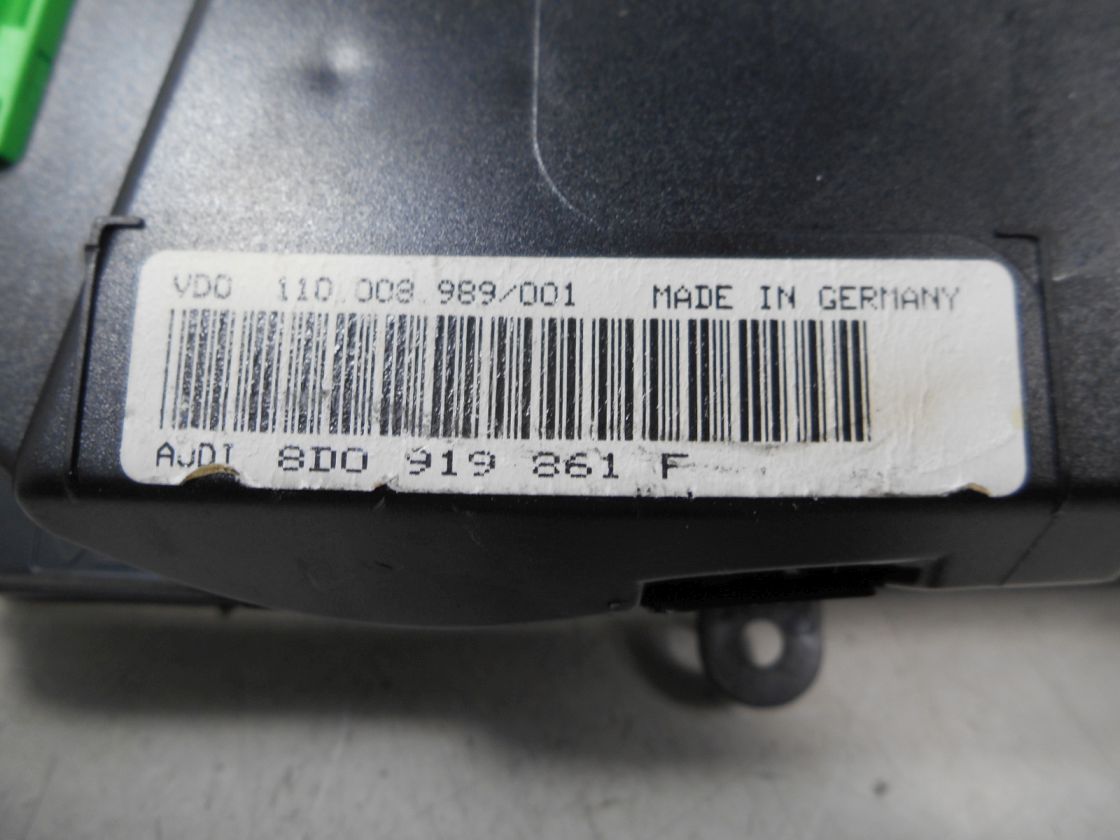 VDO 110.008.989/001 MADE IN GERMANY
AUDI 8D0 919 861 F